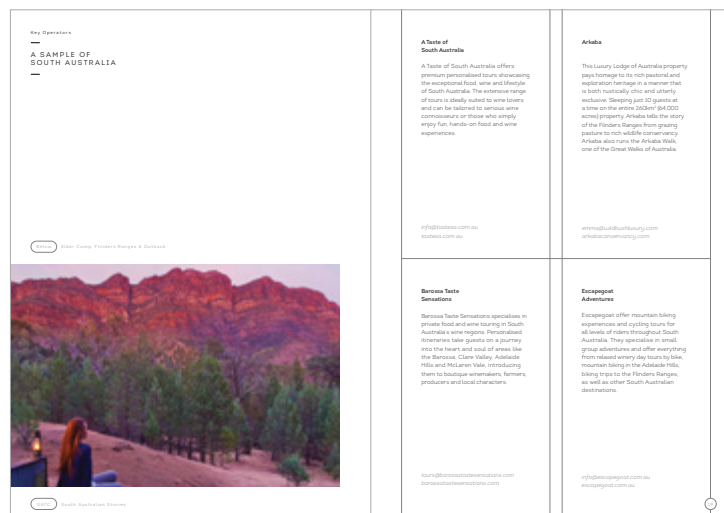 Key Operators
A SAMPLE OF
SOUTH AUSTRALIA
Below
Elder Camp, Flinders Ranges & Outback
SATC
South Australian Stories
A Taste of
South Australia
A Taste of South Australia offers
premium personalised tours showcasing
the exceptional food, wine and lifestyle
of South Australia. The extensive range
of tours is ideally suited to wine lovers
and can be tailored to serious wine
connoisseurs or those who simply
enjoy fun, hands-on food and wine
experiences.
info@tastesa.com.au
tastesa.com.au
Arkaba
This Luxury Lodge of Australia property
pays homage to its rich pastoral and
exploration heritage in a manner that
is both rustically chic and utterly
exclusive. Sleeping just 10 guests at
a time on the entire 260km² (64,000
acres) property, Arkaba tells the story
of the Flinders Ranges from grazing
pasture to rich wildlife conservancy.
Arkaba also runs the Arkaba Walk,
one of the Great Walks of Australia.
emma@wildbushluxury.com
arkabaconservancy.com
Barossa Taste
Sensations
Barossa Taste Sensations specialises in
private food and wine touring in South
Australia's wine regions. Personalised
itineraries take guests on a journey
into the heart and soul of areas like
the Barossa, Clare Valley, Adelaide
Hills and McLaren Vale, introducing
them to boutique winemakers, farmers,
producers and local characters.
tours@barossatastesensations.com
barossatastesensations.com
Escapegoat
Adventures
Escapegoat offer mountain biking
experiences and cycling tours for
all levels of riders throughout South
Australia. They specialise in small
group adventures and offer everything
from relaxed winery day tours by bike,
mountain biking in the Adelaide Hills,
biking trips to the Flinders Ranges,
as well as other South Australian
destinations.
info@escapegoat.com.au
escapegoat.com.au